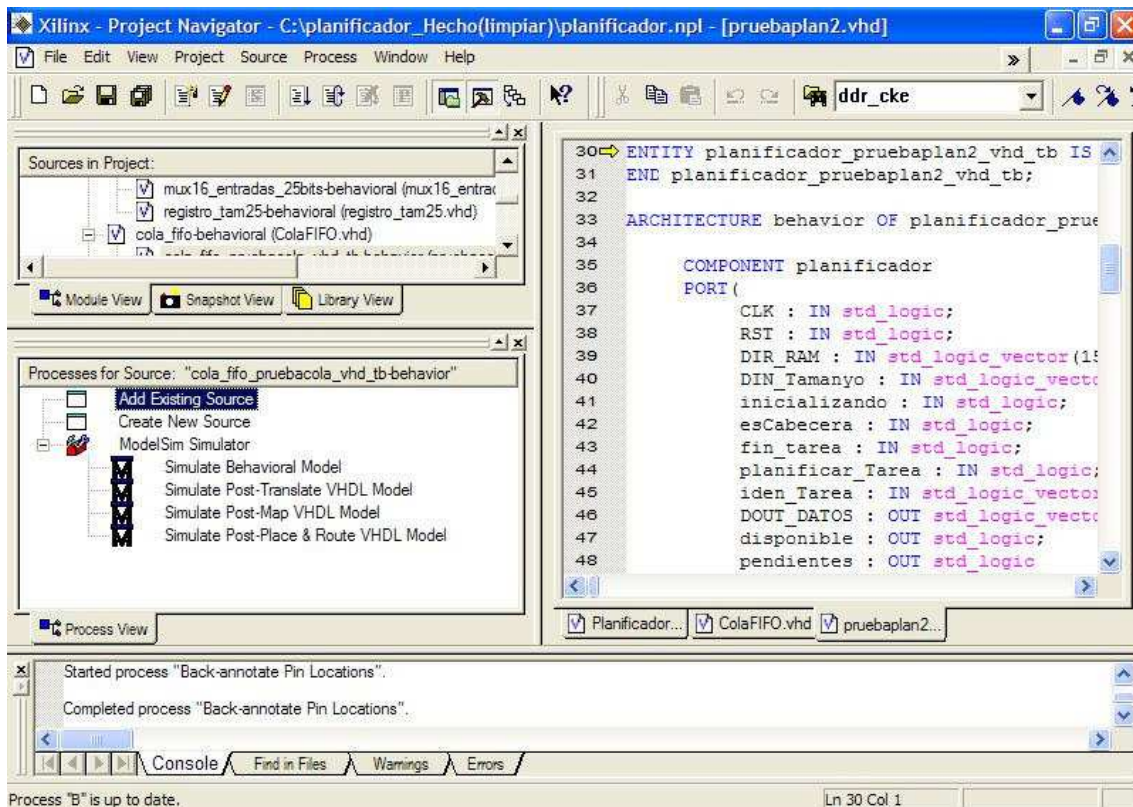 Xilinx - Project Navigator - C:\planificador_Hecho(limpiar)\planificador.npl - [pruebaplan2.vhd]
File Edit View Project Source Process Window Help »
ddr_cke
Sources in Project:
mux16_entradas_25bits-behavioral (mux16_entrac
registro_tam25-behavioral (registro_tam25.vhd)
cola_fifo-behavioral (ColaFIFO.vhd)
Module View Snapshot View Library View
Processes for Source: "cola_fifo_pruebacola_vhd_tb-behavior"
Add Existing Source
Create New Source
ModelSim Simulator
Simulate Behavioral Model
Simulate Post-Translate VHDL Model
Simulate Post-Map VHDL Model
Simulate Post-Place & Route VHDL Model
Process View
30 ENTITY planificador_pruebaplan2_vhd_tb IS
31 END planificador_pruebaplan2_vhd_tb;
32
33 ARCHITECTURE behavior OF planificador_prue
34
35 COMPONENT planificador
36 PORT(
37 CLK : IN std_logic;
38 RST : IN std_logic;
39 DIR_RAM : IN std_logic_vector(15
40 DIN_Tamanyo : IN std_logic_vecto
41 inicializando : IN std_logic;
42 esCabecera : IN std_logic;
43 fin_tarea : IN std_logic;
44 planificar_Tarea : IN std_logic;
45 iden_Tarea : IN std_logic_vector
46 DOUT_DATOS : OUT std_logic_vecto
47 disponible : OUT std_logic;
48 pendientes : OUT std_logic
Planificador... ColaFIFO.vhd pruebaplan2...
Started process "Back-annotate Pin Locations".
Completed process "Back-annotate Pin Locations".
Console Find in Files Warnings Errors
Process "B" is up to date. Ln 30 Col 1